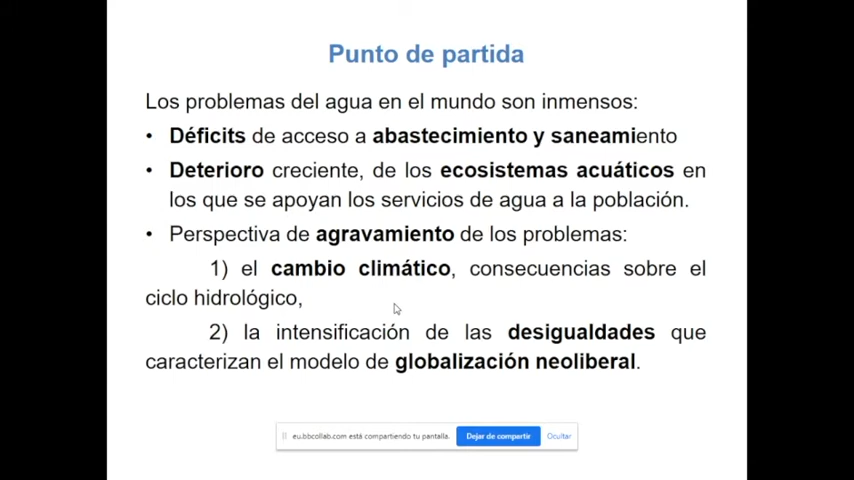 Punto de partida
Los problemas del agua en el mundo son inmensos:
• Déficits de acceso a abastecimiento y saneamiento
• Deterioro creciente, de los ecosistemas acuáticos en
los que se apoyan los servicios de agua a la población.
• Perspectiva de agravamiento de los problemas:
1) el cambio climático, consecuencias sobre el
ciclo hidrológico,
2) la intensificación de las desigualdades que
caracterizan el modelo de globalización neoliberal.
eu.bbcollab.com está compartiendo tu pantalla. Dejar de compartir Ocultar